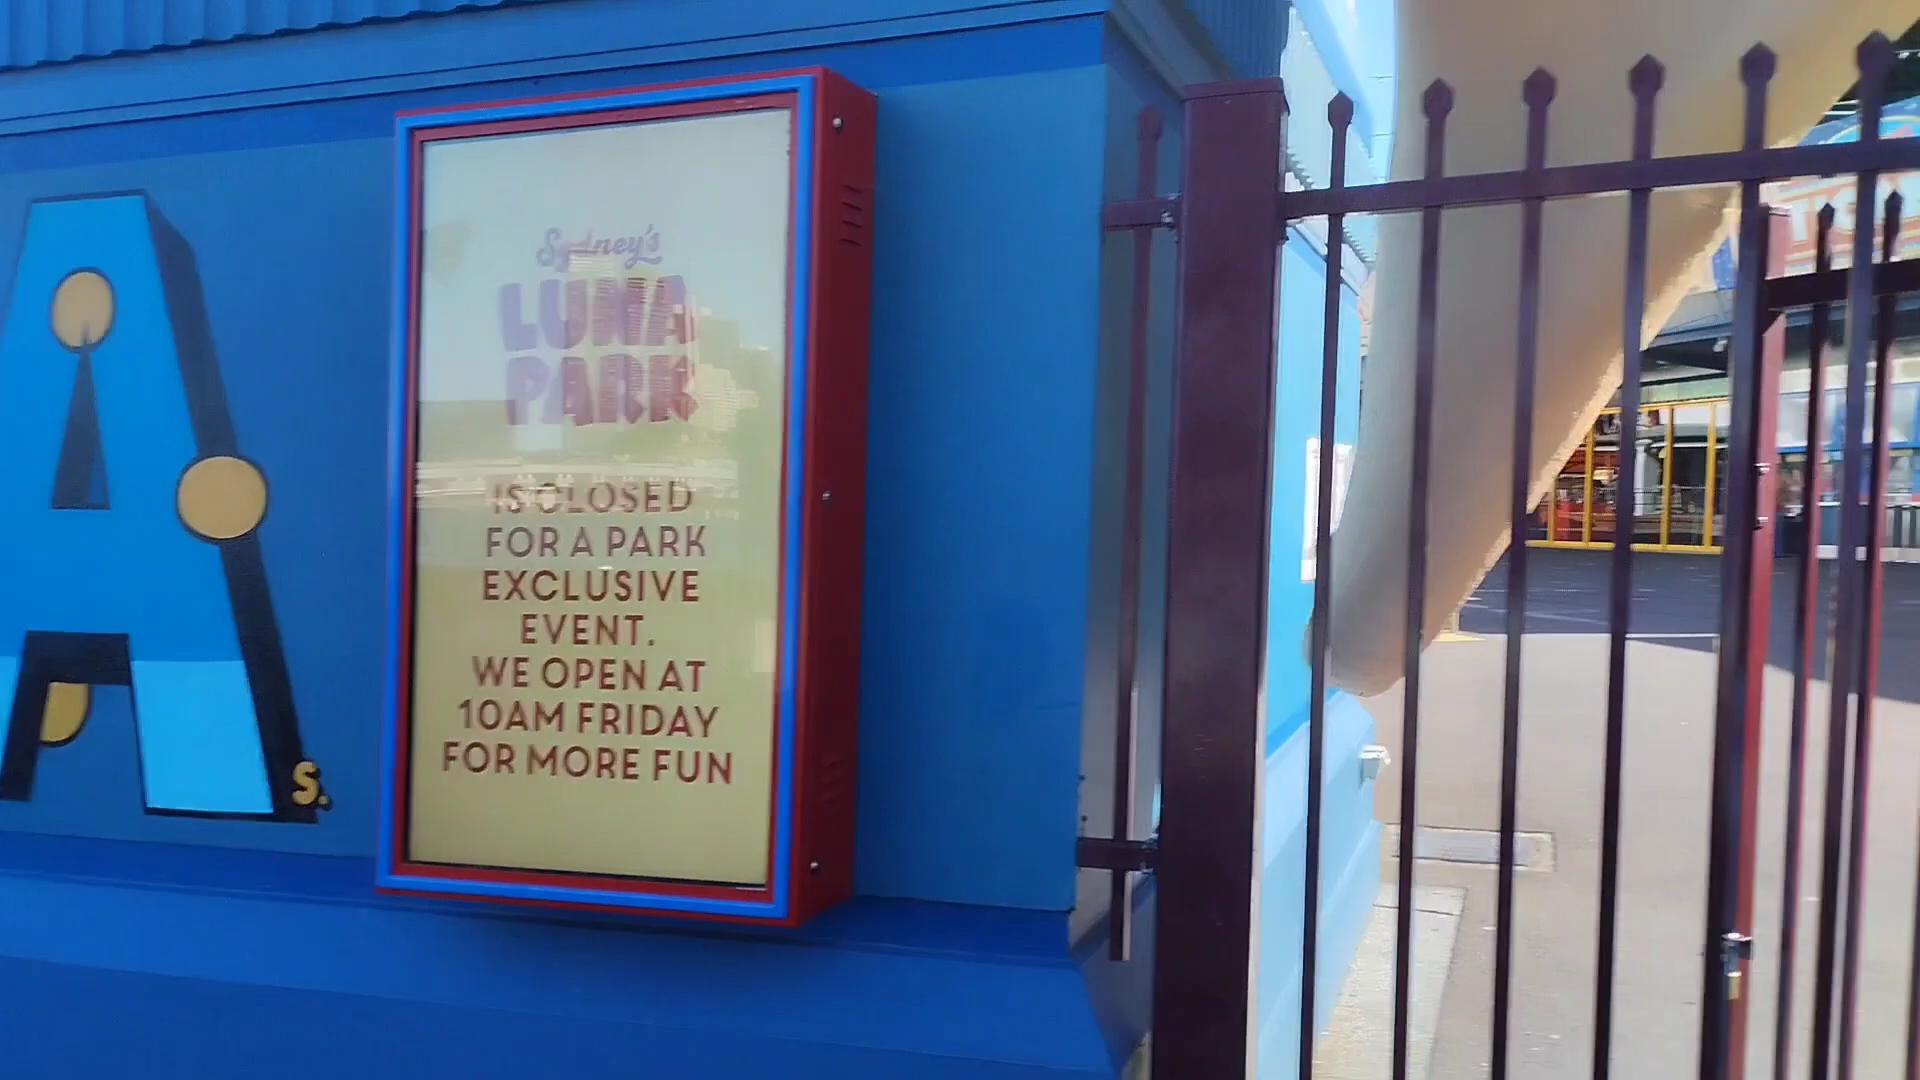 A
S.
Sydney's
LUNA
PARK
IS CLOSED
FOR A PARK
EXCLUSIVE
EVENT.
WE OPEN AT
10AM FRIDAY
FOR MORE FUN